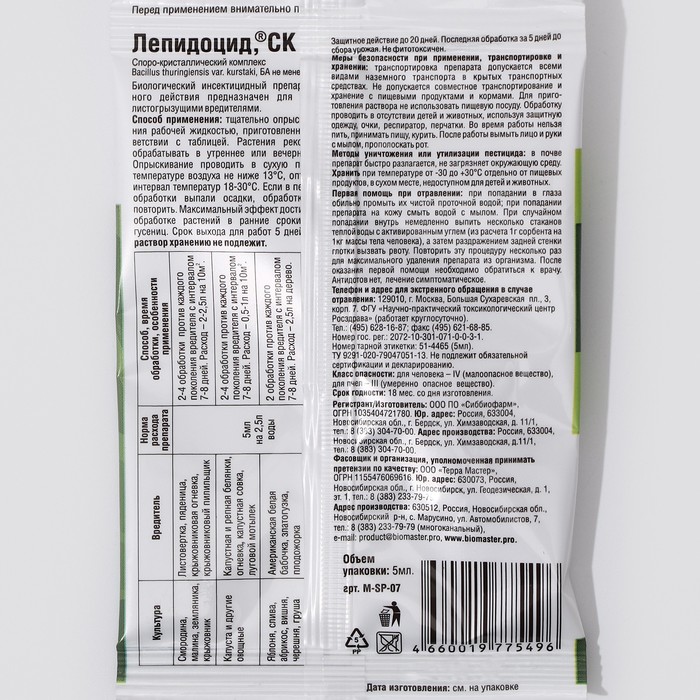 Перед применением внимательно п
Лепидоцид,® СК
Споро-кристаллический комплекс
Bacillus thuringiensis var. kurstaki, БА не мене
Биологический инсектицидный препар
ного действия предназначен для
листогрызущими вредителями.
Способ применения: тщательно опрыс
ния рабочей жидкостью, приготовленн
ветствии с таблицей. Растения реко
обрабатывать в утреннее или вечерн
Опрыскивание проводить в сухую п
температуре воздуха не ниже 13°С, опт
интервал температур 18-30°С. Если в пе
обработки выпали осадки, обработ
повторить. Максимальный эффект дост
обработке растений в ранние сроки
гусениц. Срок выхода для работ 5 дней
раствор хранению не подлежит.
Способ, время
обработки, особенности
применения
2-4 обработки против каждого
поколения вредителя с интервалом
7-8 дней. Расход – 2-2,5л на 10м².
2-4 обработки против каждого
поколения вредителя с интервалом
7-8 дней. Расход – 0,5-1л на 10м².
2 обработки против каждого
поколения вредителя с интервалом
7-8 дней. Расход – 2,5л на дерево.
Норма
расхода
препарата
5мл
на 2,5л
воды
Вредитель
Листовертка, пяденица,
крыжовниковая огневка,
крыжовниковый пилильщик
Капустная и репная белянки,
огневка, капустная совка,
луговой мотылек
Американская белая
бабочка, златогузка,
плодожорка
Культура
Смородина,
малина, земляника,
крыжовник
Капуста и другие
овощные
Яблоня, слива,
абрикос, вишня,
черешня, груша
Защитное действие до 20 дней. Последняя обработка за 5 дней до
сбора урожая. Не фитотоксичен.
Меры безопасности при применении, транспортировке и
хранении: транспортировка препарата допускается всеми
видами наземного транспорта в крытых транспортных
средствах. Не допускается совместное транспортирование и
хранение с пищевыми продуктами и кормами. Для приго-
товления раствора не использовать пищевую посуду. Обработку
проводить в отсутствии детей и животных, используя защитную
одежду, очки, респиратор, перчатки. Во время работы нельзя
пить, принимать пищу, курить. После работы вымыть лицо и руки
с мылом, прополоскать рот.
Методы уничтожения или утилизации пестицида: в почве
препарат быстро разлагается, не загрязняет окружающую среду.
Хранить при температуре от -30 до +30°С отдельно от пищевых
продуктов, в сухом месте, недоступном для детей и животных.
Первая помощь при отравлении: при попадании в глаза
обильно промыть их чистой проточной водой; при попадании
препарата на кожу смыть водой с мылом. При случайном
попадании внутрь немедленно выпить несколько стаканов
теплой воды с активированным углем (из расчета 1г сорбента на
1кг массы тела человека), а затем раздражением задней стенки
глотки вызвать рвоту. Повторить эту процедуру несколько раз
для максимального удаления препарата из организма. После
оказания первой помощи необходимо обратиться к врачу.
Антидотов нет, лечение симптоматическое.
Телефон и адрес для экстренного обращения в случае
отравления: 129010, г. Москва, Большая Сухаревская пл., 3,
корп. 7. ФГУ «Научно-практический токсикологический центр
Росздрава» (работает круглосуточно).
Тел.: (495) 628-16-87; факс (495) 621-68-85.
Номер гос. рег.: 2072-10-301-071-0-0-3-1.
Номер тарной этикетки: 51-4465 (5мл).
ТУ 9291-020-79047051-13. Не подлежит обязательной
сертификации и декларированию.
Класс опасности: для человека – IV (малоопасное вещество),
для пчел – III (умеренно опасное вещество).
Срок годности: 18 мес. со дня изготовления.
Регистрант/Изготовитель: ООО ПО «Сиббиофарм»,
ОГРН 1035404721780. Юр. адрес: Россия, 633004,
Новосибирская обл., г. Бердск, ул. Химзаводская, д.11/1,
тел.: 8 (383) 304-70-00. Адрес производства: Россия, 633004,
Новосибирская обл., г. Бердск, ул. Химзаводская, д.11/1,
тел.: 8 (383) 304-70-00.
Фасовщик и организация, уполномоченная принимать
претензии по качеству: ООО «Терра Мастер»,
ОГРН 1155476069616. Юр. адрес: 630073, Россия,
Новосибирская обл., г. Новосибирск, ул. Геодезическая, д. 1,
эт. 1, тел.: 8 (383) 233-79-
Адрес производства: 630512, Россия, Новосибирская обл.,
Новосибирский р-н, с. Марусино, ул. Автомобилистов, 7,
тел.: 8 (383) 233-79-79 (многоканальный),
e-mail: product@biomaster.pro, www.biomaster.pro.
Объем
упаковки: 5мл.
арт. M-SP-07
5
PP
4 660019 775496
Дата изготовления: см. на упаковке